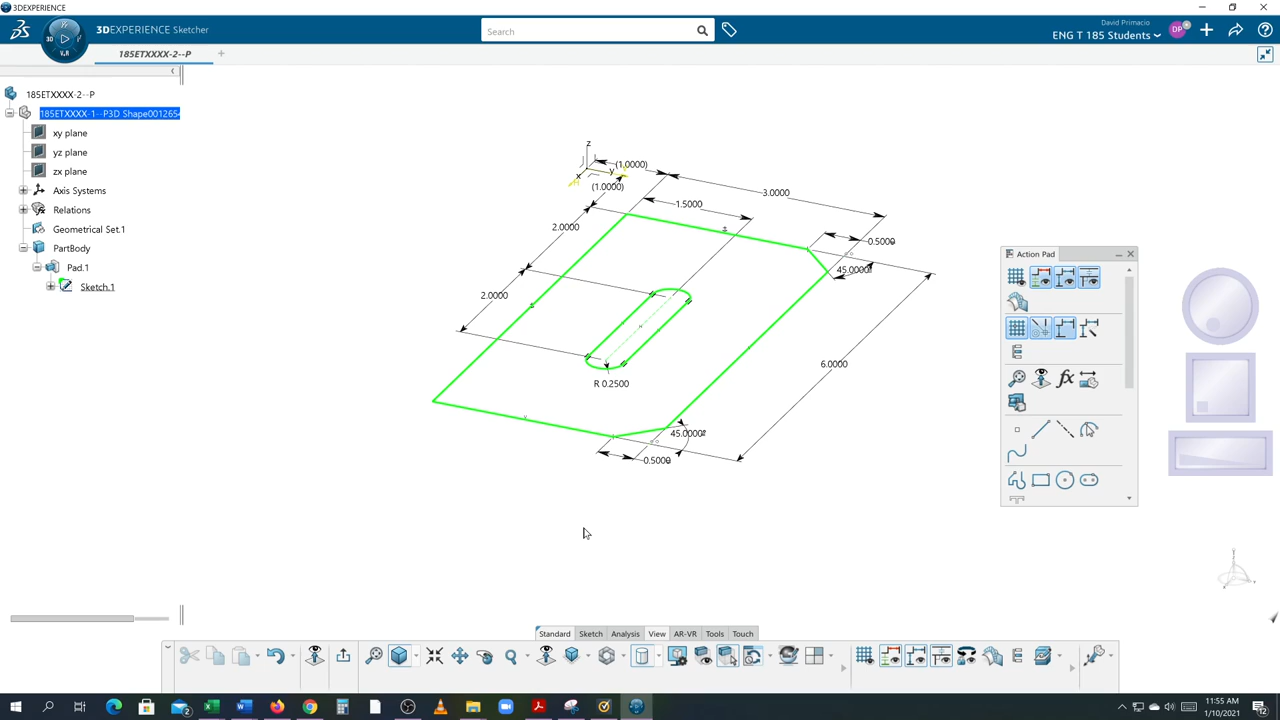 3DEXPERIENCE
3DEXPERIENCE Sketcher
Search
David Primacio
ENG T 185 Students
DP
3D
V,R
185ETXXXX-2--P
185ETXXXX-2--P
185ETXXXX-1--P3D Shape001265
xy plane
yz plane
zx plane
Axis Systems
Relations
Geometrical Set.1
PartBody
Pad.1
Sketch.1
z
y
x
H
(1.0000)
(1.0000)
3.0000
1.5000
2.0000
0.5000
45.0000
2.0000
6.0000
R 0.2500
45.0000
0.5000
Action Pad
Standard
Sketch
Analysis
View
AR-VR
Tools
Touch
11:55 AM
1/10/2021